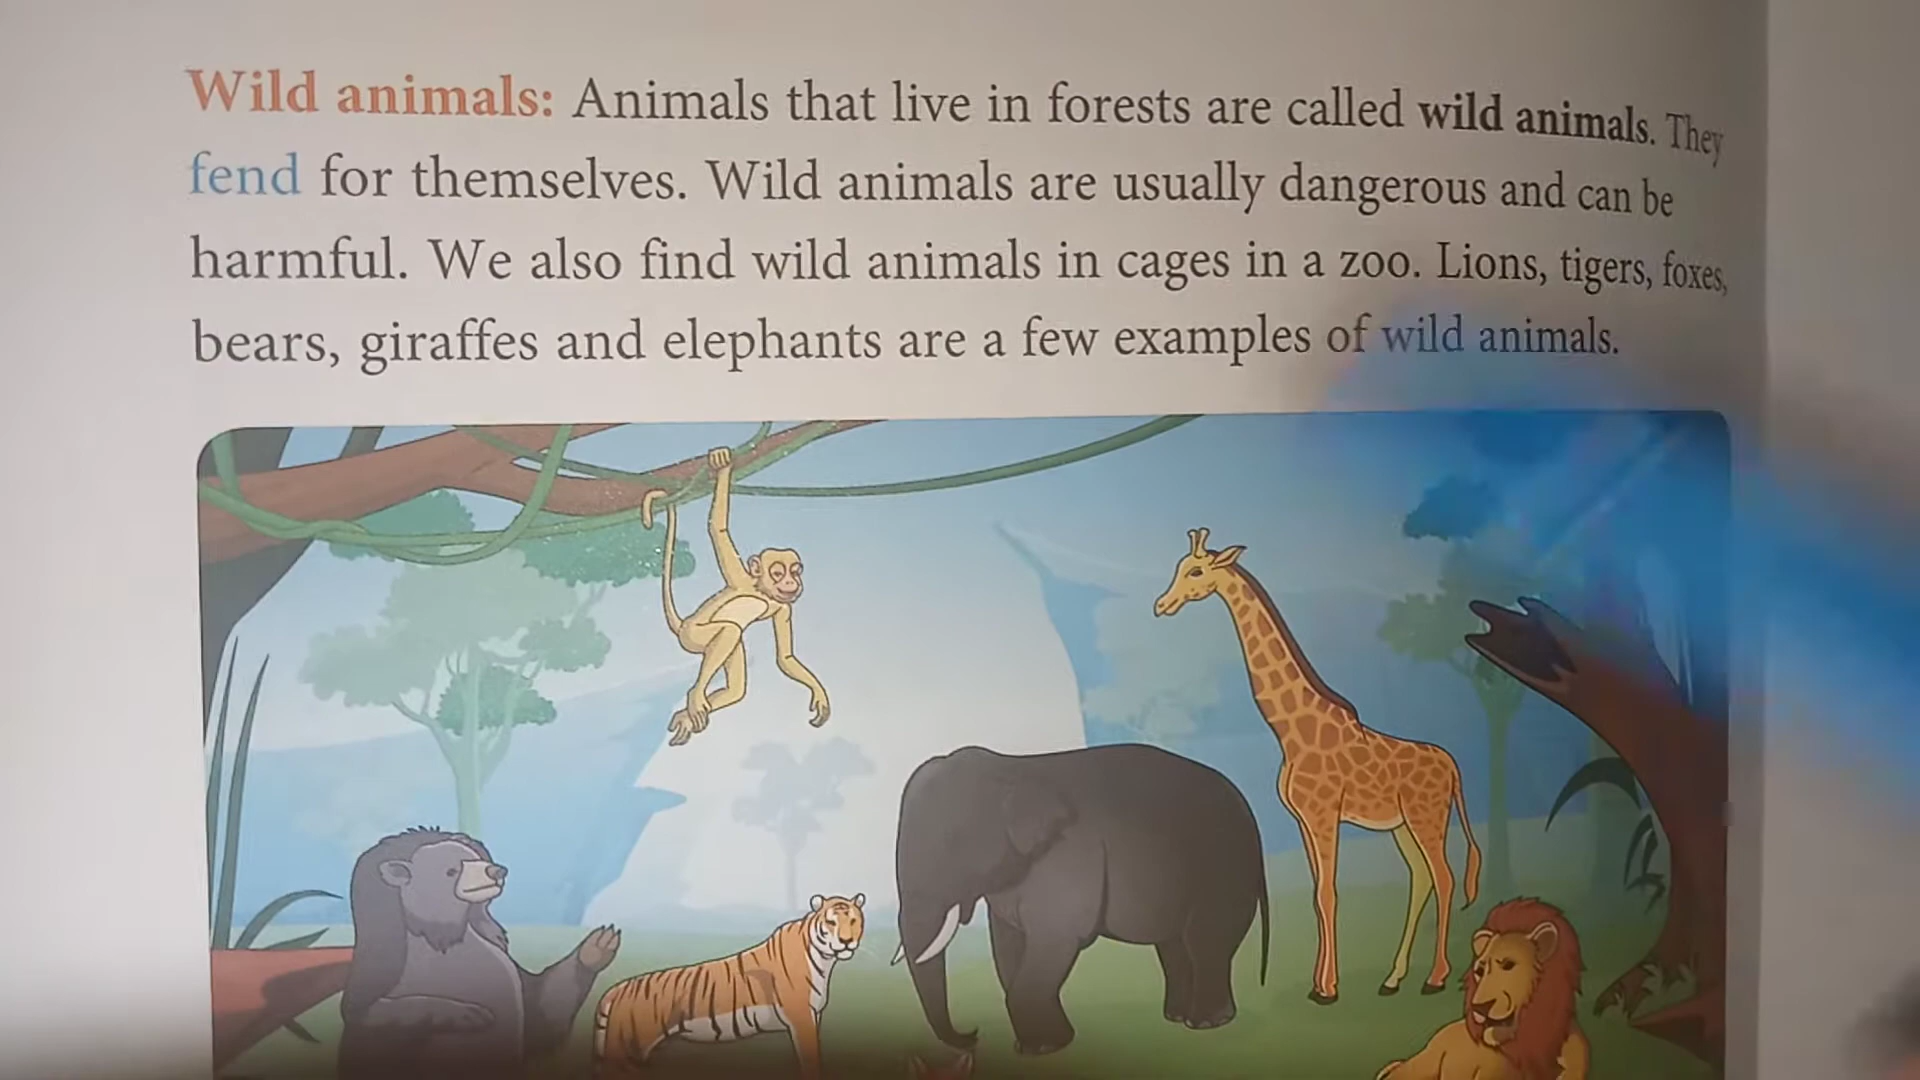 Wild animals: Animals that live in forests are called wild animals. They
fend for themselves. Wild animals are usually dangerous and can be
harmful. We also find wild animals in cages in a zoo. Lions, tigers, foxes,
bears, giraffes and elephants are a few examples of wild animals.